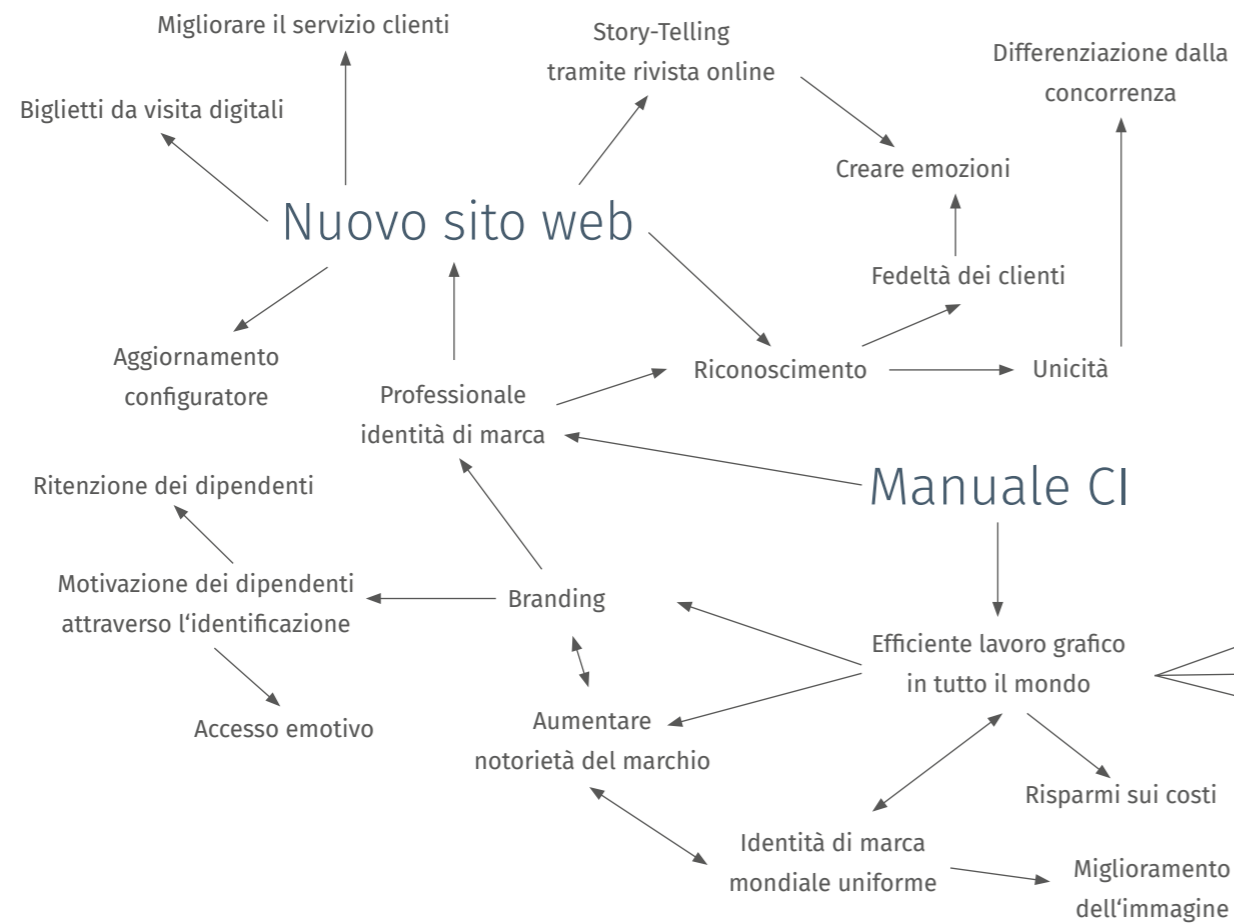 Migliorare il servizio clienti
Story-Telling
tramite rivista online
Differenziazione dalla
concorrenza
Biglietti da visita digitali
Creare emozioni
Nuovo sito web
Fedeltà dei clienti
Aggiornamento
configuratore
Professionale
identità di marca
Riconoscimento
Unicità
Ritenzione dei dipendenti
Manuale CI
Motivazione dei dipendenti
attraverso l‘identificazione
Branding
Efficiente lavoro grafico
in tutto il mondo
Accesso emotivo
Aumentare
notorietà del marchio
Risparmi sui costi
Identità di marca
mondiale uniforme
Miglioramento
dell‘immagine